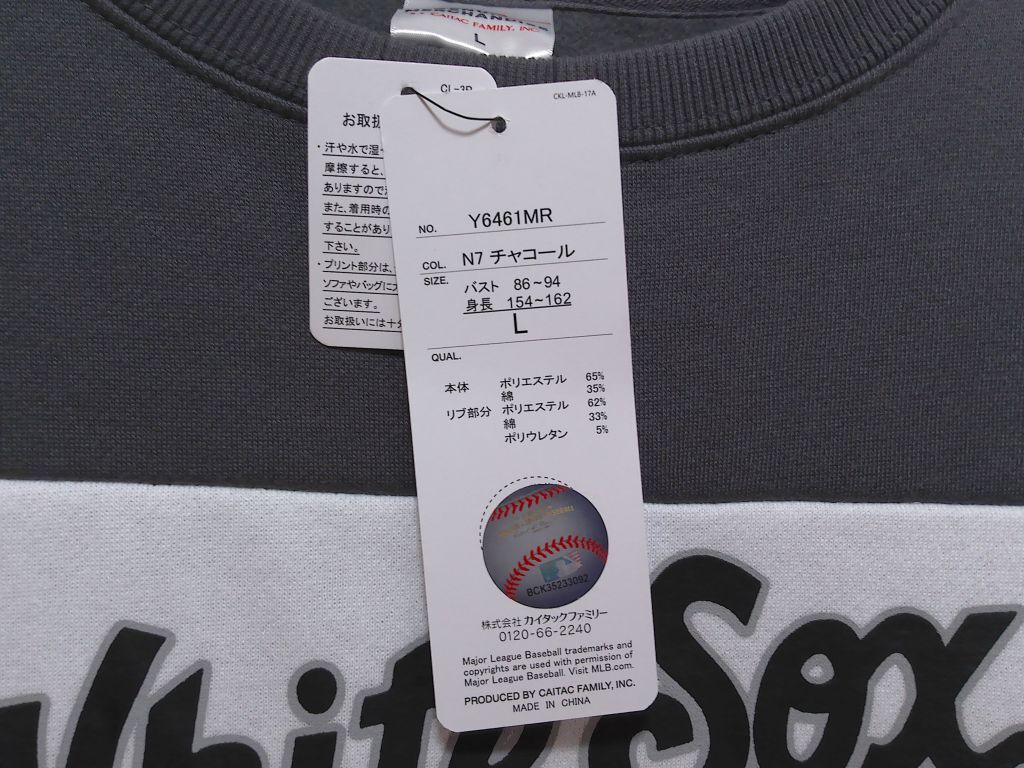 MERCHANDISE
BY CAITAC FAMILY, INC.
L
CL-3D
お取扱
・汗や水で湿
摩擦すると、
ありますので
また、着用時の
することがあり
下さい。
・プリント部分は、
ソファやバッグに
ございます。
お取扱いには十分
CKL-MLB-17A
NO. Y6461MR
COL. N7 チャコール
SIZE. バスト 86~94
身長 154~162
L
QUAL.
本体 ポリエステル 65%
綿 35%
リブ部分 ポリエステル 62%
綿 33%
ポリウレタン 5%
BCK35233092
株式会社 カイタックファミリー
0120-66-2240
Major League Baseball trademarks and
copyrights are used with permission of
Major League Baseball. Visit MLB.com.
PRODUCED BY CAITAC FAMILY, INC.
MADE IN CHINA
White Sox